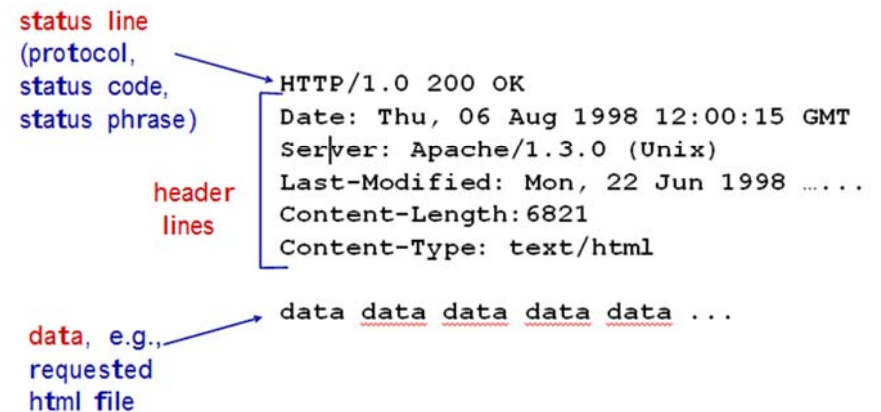 status line
(protocol,
status code,
status phrase)
HTTP/1.0 200 OK
Date: Thu, 06 Aug 1998 12:00:15 GMT
Server: Apache/1.3.0 (Unix)
Last-Modified: Mon, 22 Jun 1998 …...
Content-Length:6821
Content-Type: text/html
header
lines
data data data data data ...
data, e.g.,
requested
html file